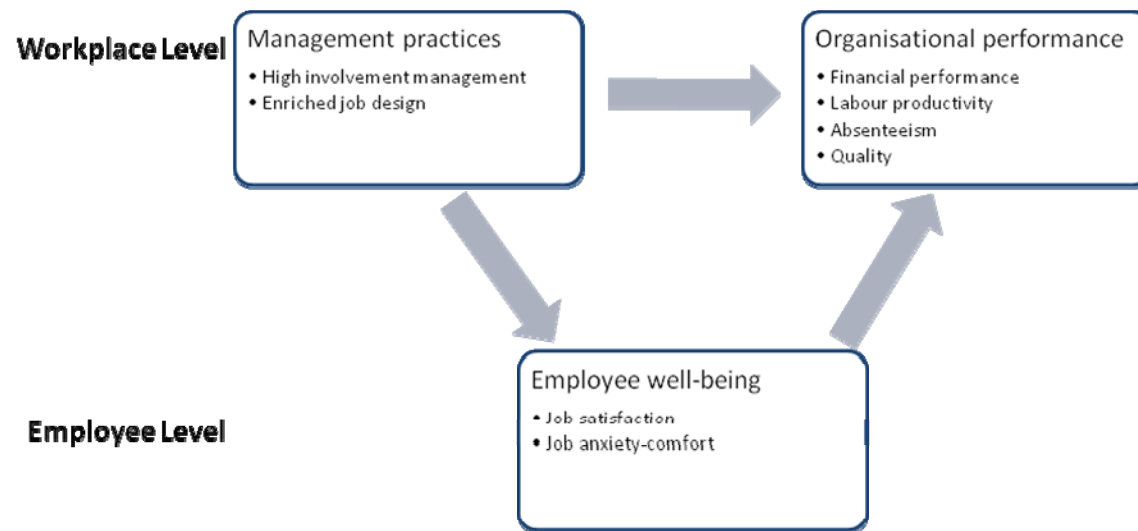 Workplace Level
Management practices
• High involvement management
• Enriched job design
Organisational performance
• Financial performance
• Labour productivity
• Absenteeism
• Quality
Employee Level
Employee well-being
• Job satisfaction
• Job anxiety-comfort